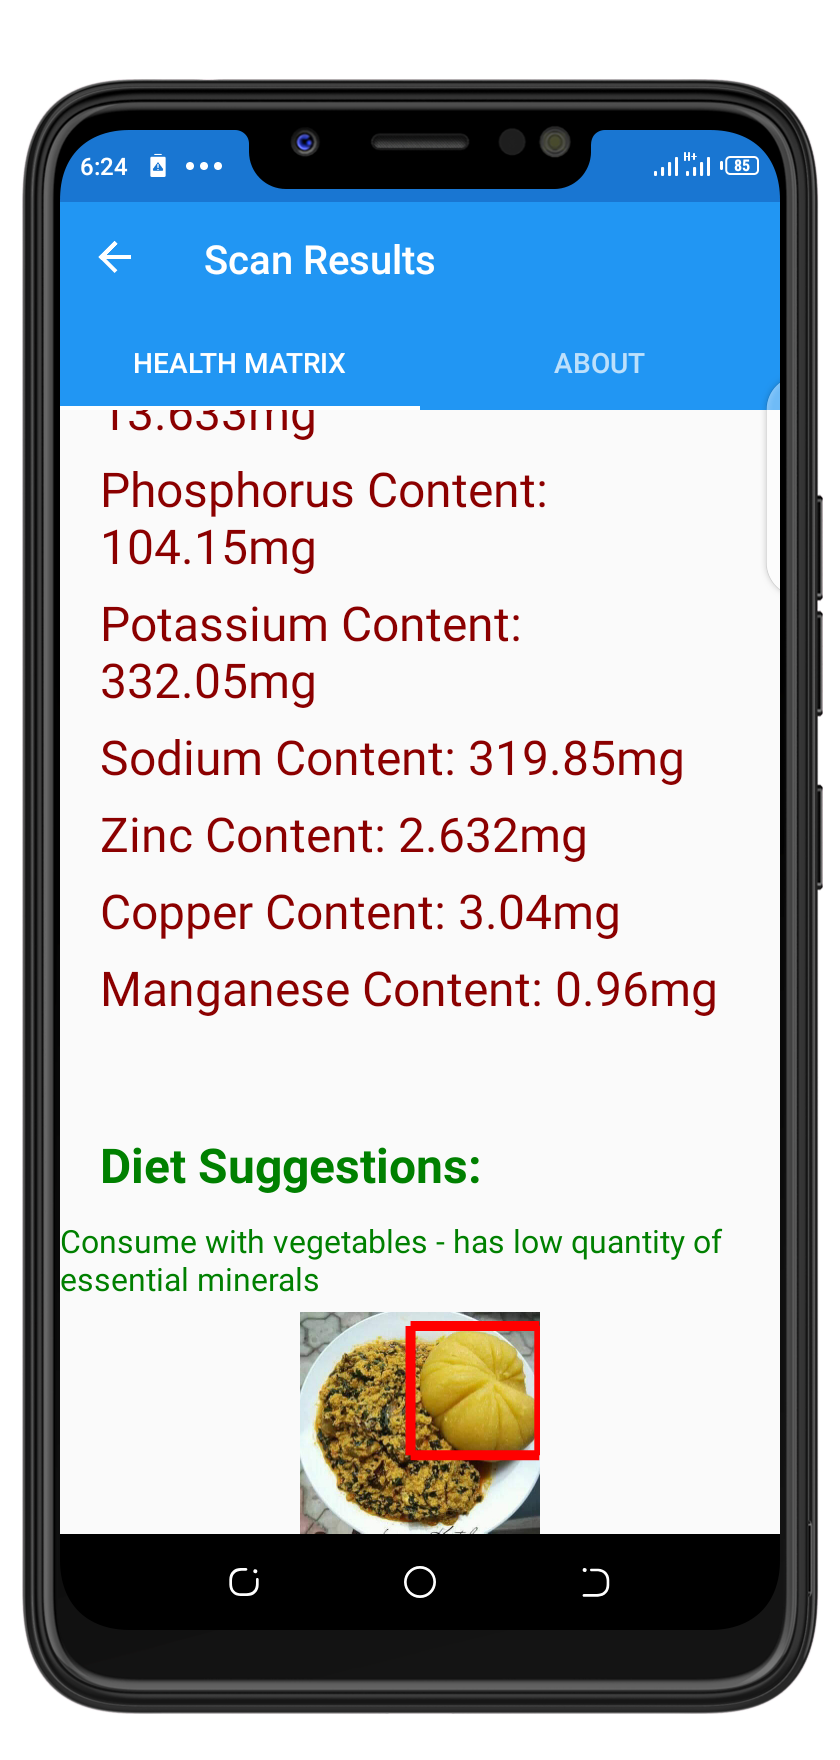 6:24
H+
85
Scan Results
HEALTH MATRIX
ABOUT
13.633mg
Phosphorus Content:
104.15mg
Potassium Content:
332.05mg
Sodium Content: 319.85mg
Zinc Content: 2.632mg
Copper Content: 3.04mg
Manganese Content: 0.96mg
Diet Suggestions:
Consume with vegetables - has low quantity of
essential minerals